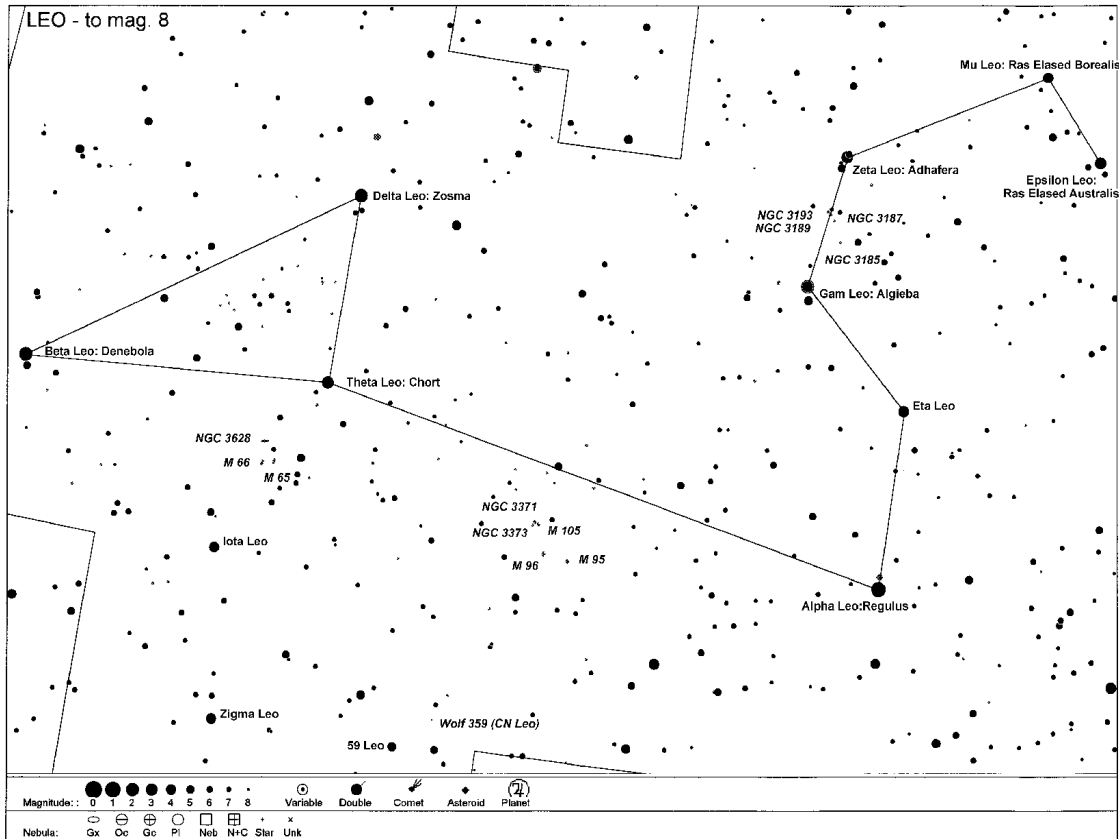 LEO - to mag. 8
Mu Leo: Ras Elased Borealis
Zeta Leo: Adhafera
Epsilon Leo:
Ras Elased Australis
Delta Leo: Zosma
NGC 3193
NGC 3187
NGC 3189
NGC 3185
Gam Leo: Algieba
Beta Leo: Denebola
Theta Leo: Chort
Eta Leo
NGC 3628
M 66
M 65
NGC 3371
NGC 3373
M 105
M 96
M 95
Iota Leo
Alpha Leo:Regulus
Zigma Leo
Wolf 359 (CN Leo)
59 Leo
Magnitude: : 0 1 2 3 4 5 6 7 8 Variable Double Comet Asteroid Planet
Nebula: Gx Oc Gc Pl Neb N+C Star Unk